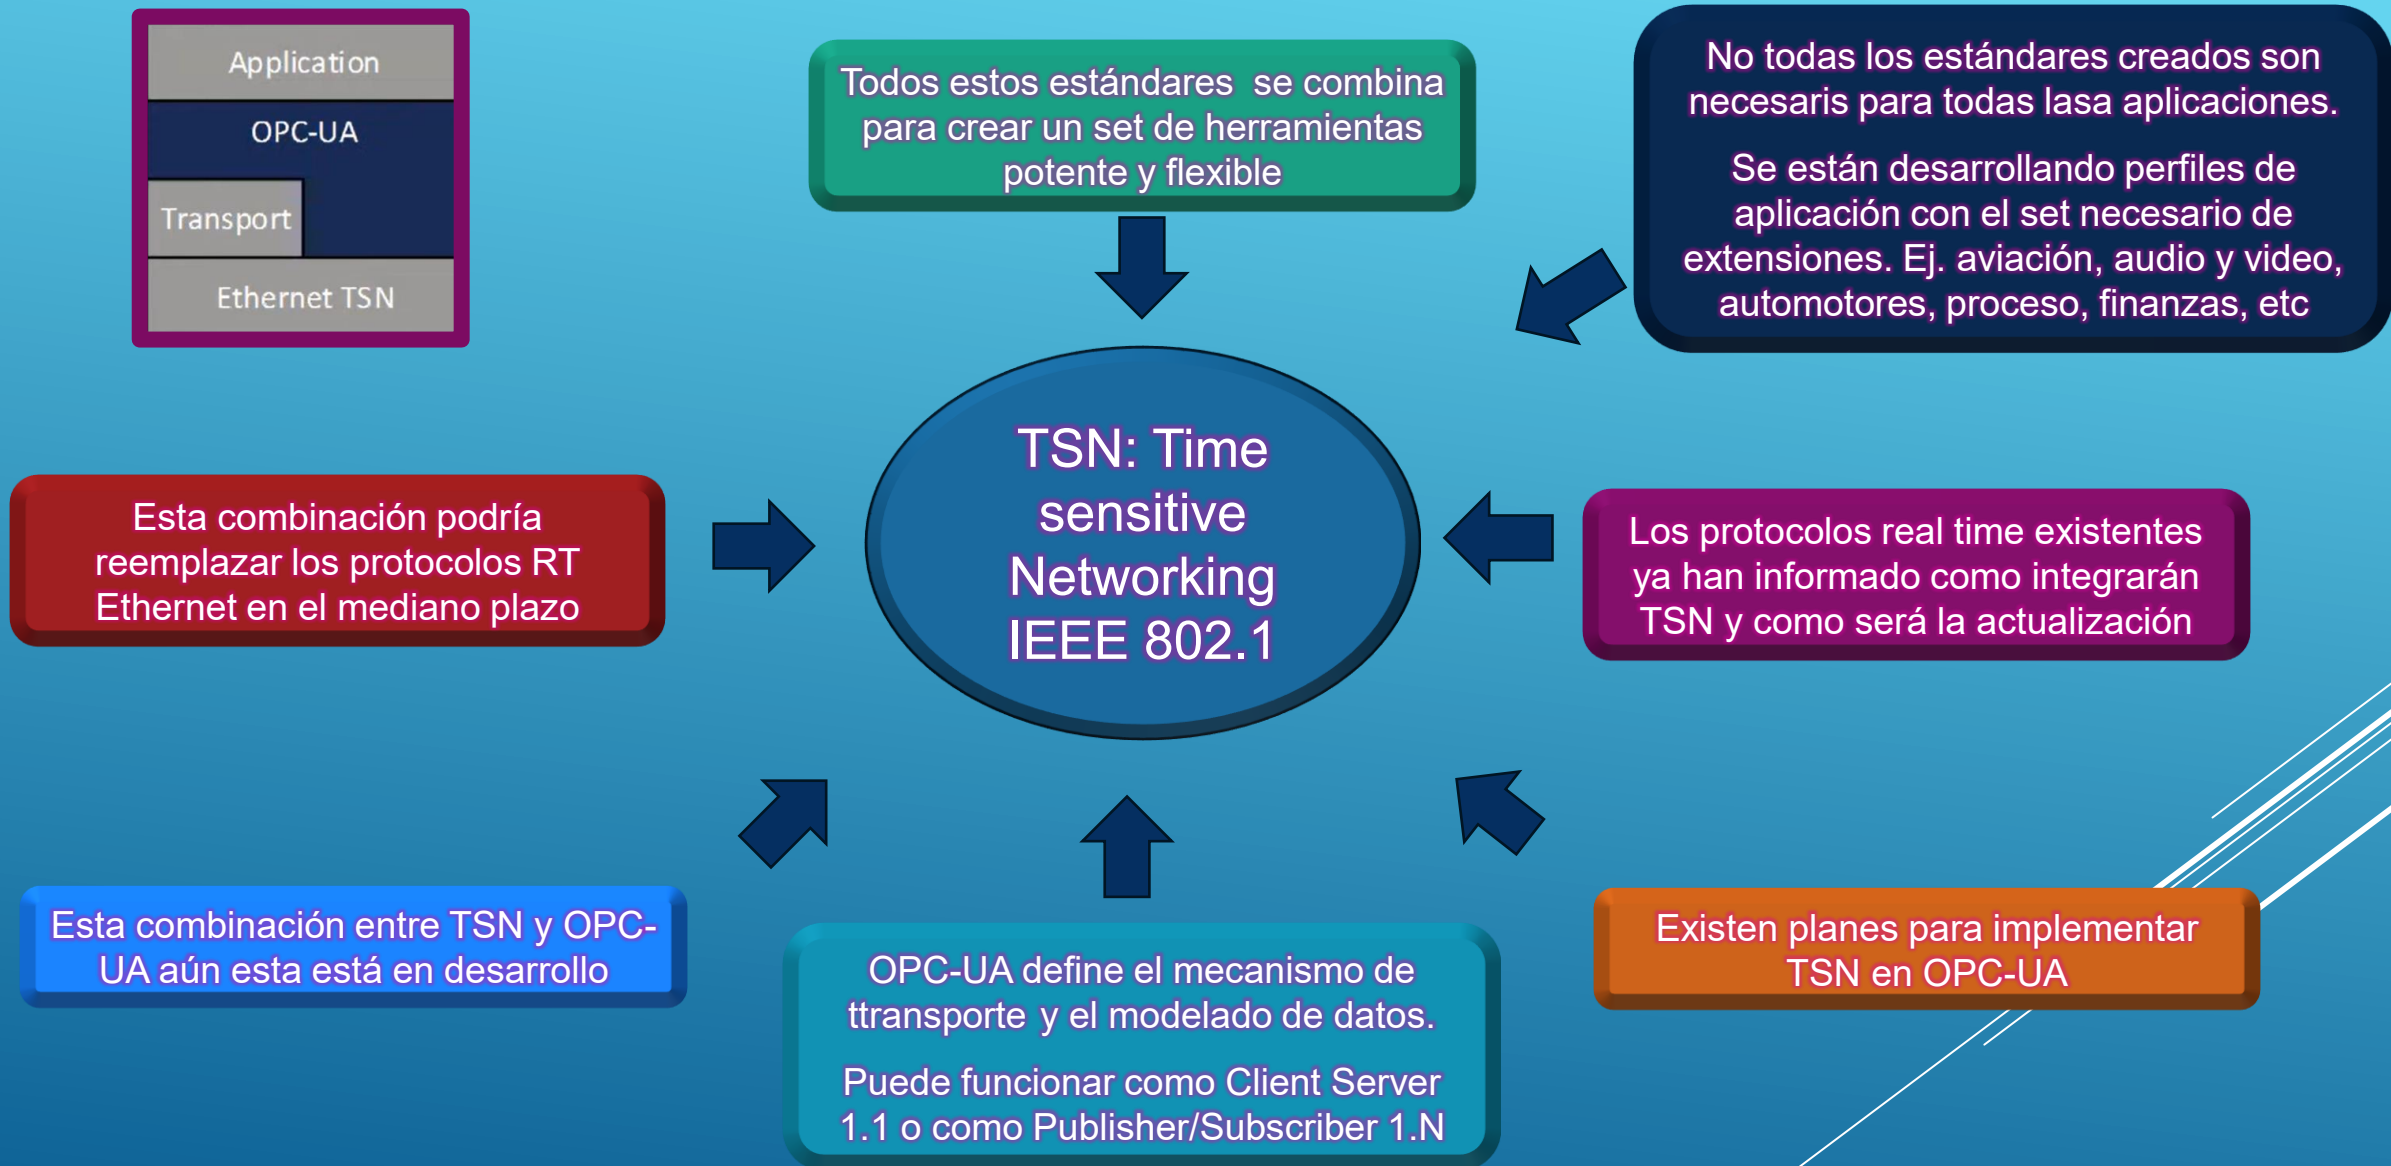 Application
OPC-UA
Transport
Ethernet TSN
Todos estos estándares se combina
para crear un set de herramientas
potente y flexible
No todas los estándares creados son
necesaris para todas lasa aplicaciones.
Se están desarrollando perfiles de
aplicación con el set necesario de
extensiones. Ej. aviación, audio y video,
automotores, proceso, finanzas, etc
TSN: Time
sensitive
Networking
IEEE 802.1
Esta combinación podría
reemplazar los protocolos RT
Ethernet en el mediano plazo
Los protocolos real time existentes
ya han informado como integrarán
TSN y como será la actualización
Esta combinación entre TSN y OPC-
UA aún esta está en desarrollo
OPC-UA define el mecanismo de
ttransporte y el modelado de datos.
Puede funcionar como Client Server
1.1 o como Publisher/Subscriber 1.N
Existen planes para implementar
TSN en OPC-UA